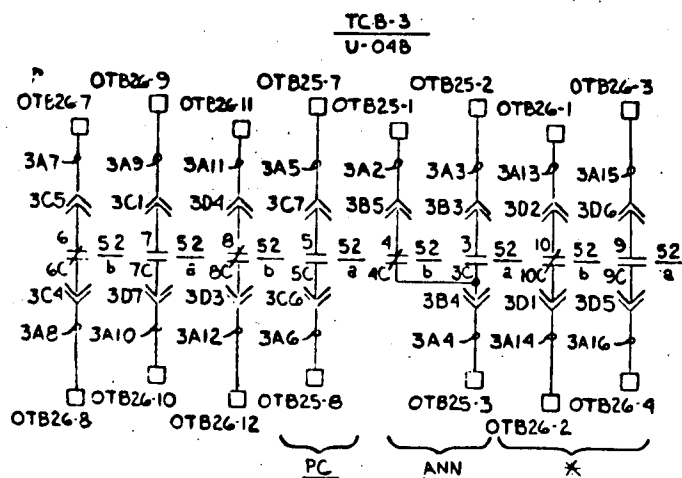 TCB-3
U-04B
OTB26-7 OTB26-9 OTB26-11 OTB25-7 OTB25-1 OTB25-2 OTB26-1 OTB26-3
3A7 3A9 3A11 3A5 3A2 3A3 3A13 3A15
3C5 3C1 3D4 3C7 3B5 3B3 3D2 3D6
6 52 7 52 8 52 5 52 4 52 3 52 10 52 9 52
6C b 7C a 8C b 5C a 4C b 3C a 10C b 9C a
3C4 3D7 3D3 3C6 3B4 3D1 3D5
3A8 3A10 3A12 3A6 3A4 3A14 3A16
OTB26-8 OTB26-10 OTB26-12 OTB25-8 OTB25-3 OTB26-2 OTB26-4
PC ANN *